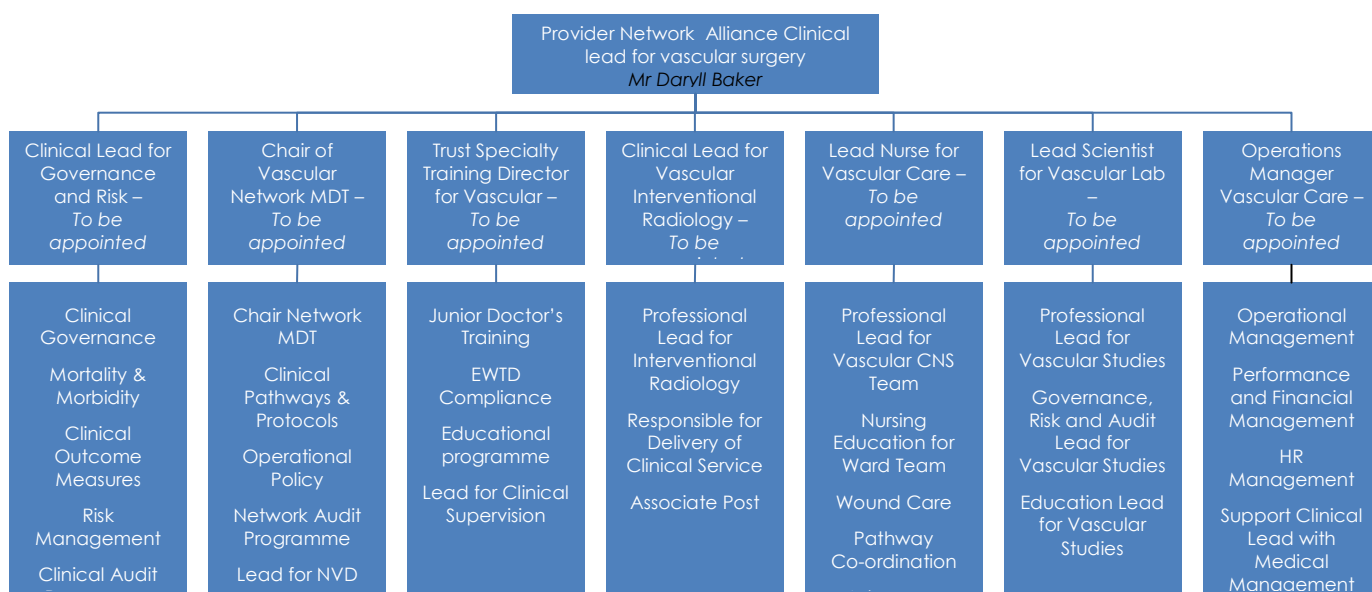 Provider Network Alliance Clinical
lead for vascular surgery
Mr Daryll Baker
Clinical Lead for
Governance
and Risk –
To be
appointed
Chair of
Vascular
Network MDT –
To be
appointed
Trust Specialty
Training Director
for Vascular –
To be
appointed
Clinical Lead for
Vascular
Interventional
Radiology –
To be
Lead Nurse for
Vascular Care –
To be
appointed
Lead Scientist
for Vascular Lab
–
To be
appointed
Operations
Manager
Vascular Care –
To be
appointed
Clinical
Governance
Mortality &
Morbidity
Clinical
Outcome
Measures
Risk
Management
Clinical Audit
Chair Network
MDT
Clinical
Pathways &
Protocols
Operational
Policy
Network Audit
Programme
Lead for NVD
Junior Doctor’s
Training
EWTD
Compliance
Educational
programme
Lead for Clinical
Supervision
Professional
Lead for
Interventional
Radiology
Responsible for
Delivery of
Clinical Service
Associate Post
Professional
Lead for
Vascular CNS
Team
Nursing
Education for
Ward Team
Wound Care
Pathway
Co-ordination
Professional
Lead for
Vascular Studies
Governance,
Risk and Audit
Lead for
Vascular Studies
Education Lead
for Vascular
Studies
Operational
Management
Performance
and Financial
Management
HR
Management
Support Clinical
Lead with
Medical
Management